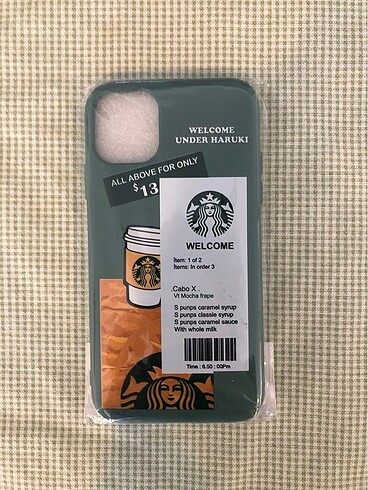 WELCOME
UNDER HARUKI
ALL ABOVE FOR ONLY
$13
WELCOME
Item: 1 of 2
Items: In order 3
.Cabo X .
Vt Mocha frape
S punps caramel syrup
S punps classie syrup
S punps caramel sauce
With whole milk
Time : 6.50 : 00Pm